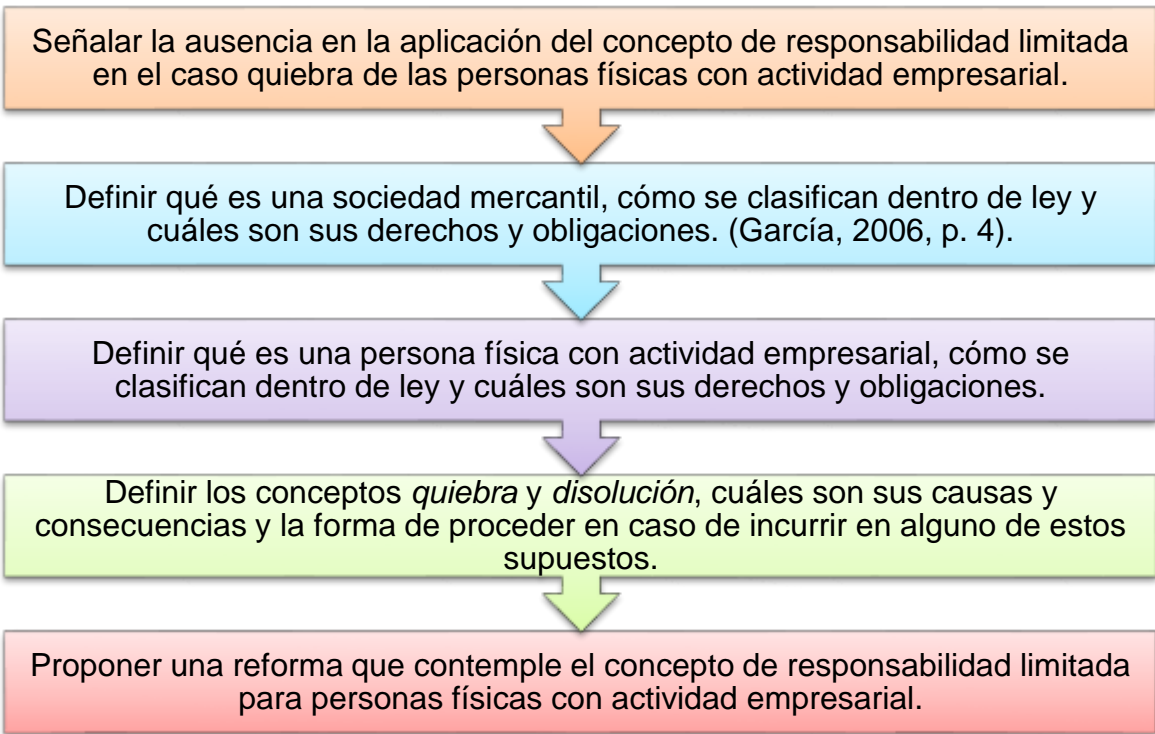 Señalar la ausencia en la aplicación del concepto de responsabilidad limitada
en el caso quiebra de las personas físicas con actividad empresarial.
Definir qué es una sociedad mercantil, cómo se clasifican dentro de ley y
cuáles son sus derechos y obligaciones. (García, 2006, p. 4).
Definir qué es una persona física con actividad empresarial, cómo se
clasifican dentro de ley y cuáles son sus derechos y obligaciones.
Definir los conceptos quiebra y disolución, cuáles son sus causas y
consecuencias y la forma de proceder en caso de incurrir en alguno de estos
supuestos.
Proponer una reforma que contemple el concepto de responsabilidad limitada
para personas físicas con actividad empresarial.